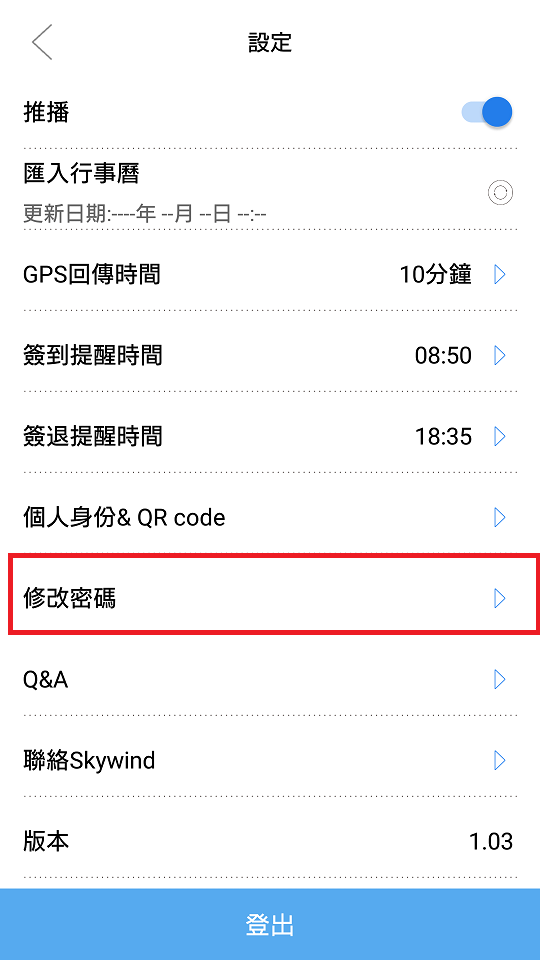 設定
推播
匯入行事曆
更新日期:----年 --月 --日 --:--
GPS回傳時間 10分鐘
簽到提醒時間 08:50
簽退提醒時間 18:35
個人身份& QR code
修改密碼
Q&A
聯絡Skywind
版本 1.03
登出